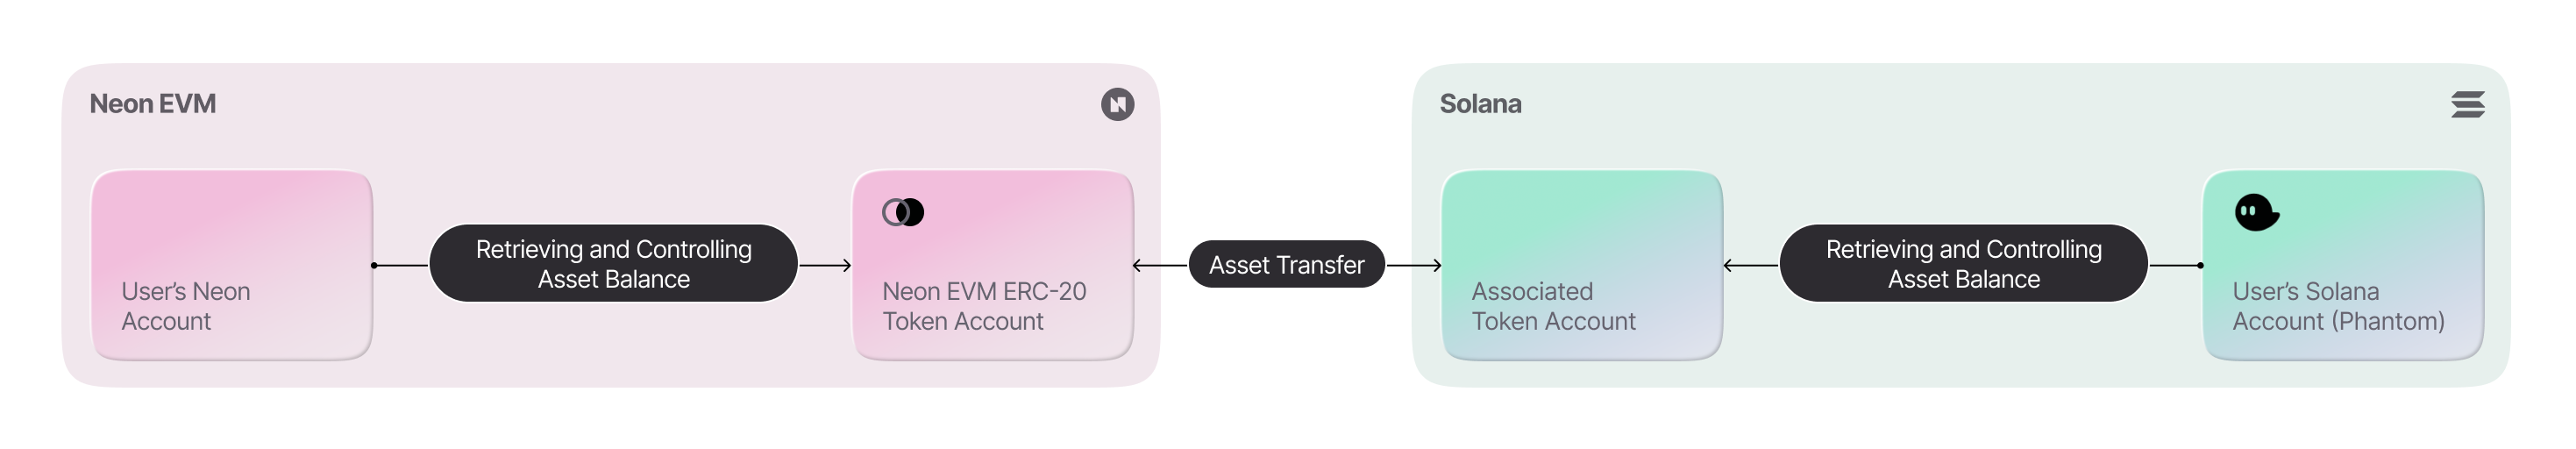 Neon EVM
User’s Neon
Account
Retrieving and Controlling
Asset Balance
Neon EVM ERC-20
Token Account
Asset Transfer
Solana
Associated
Token Account
Retrieving and Controlling
Asset Balance
User’s Solana
Account (Phantom)